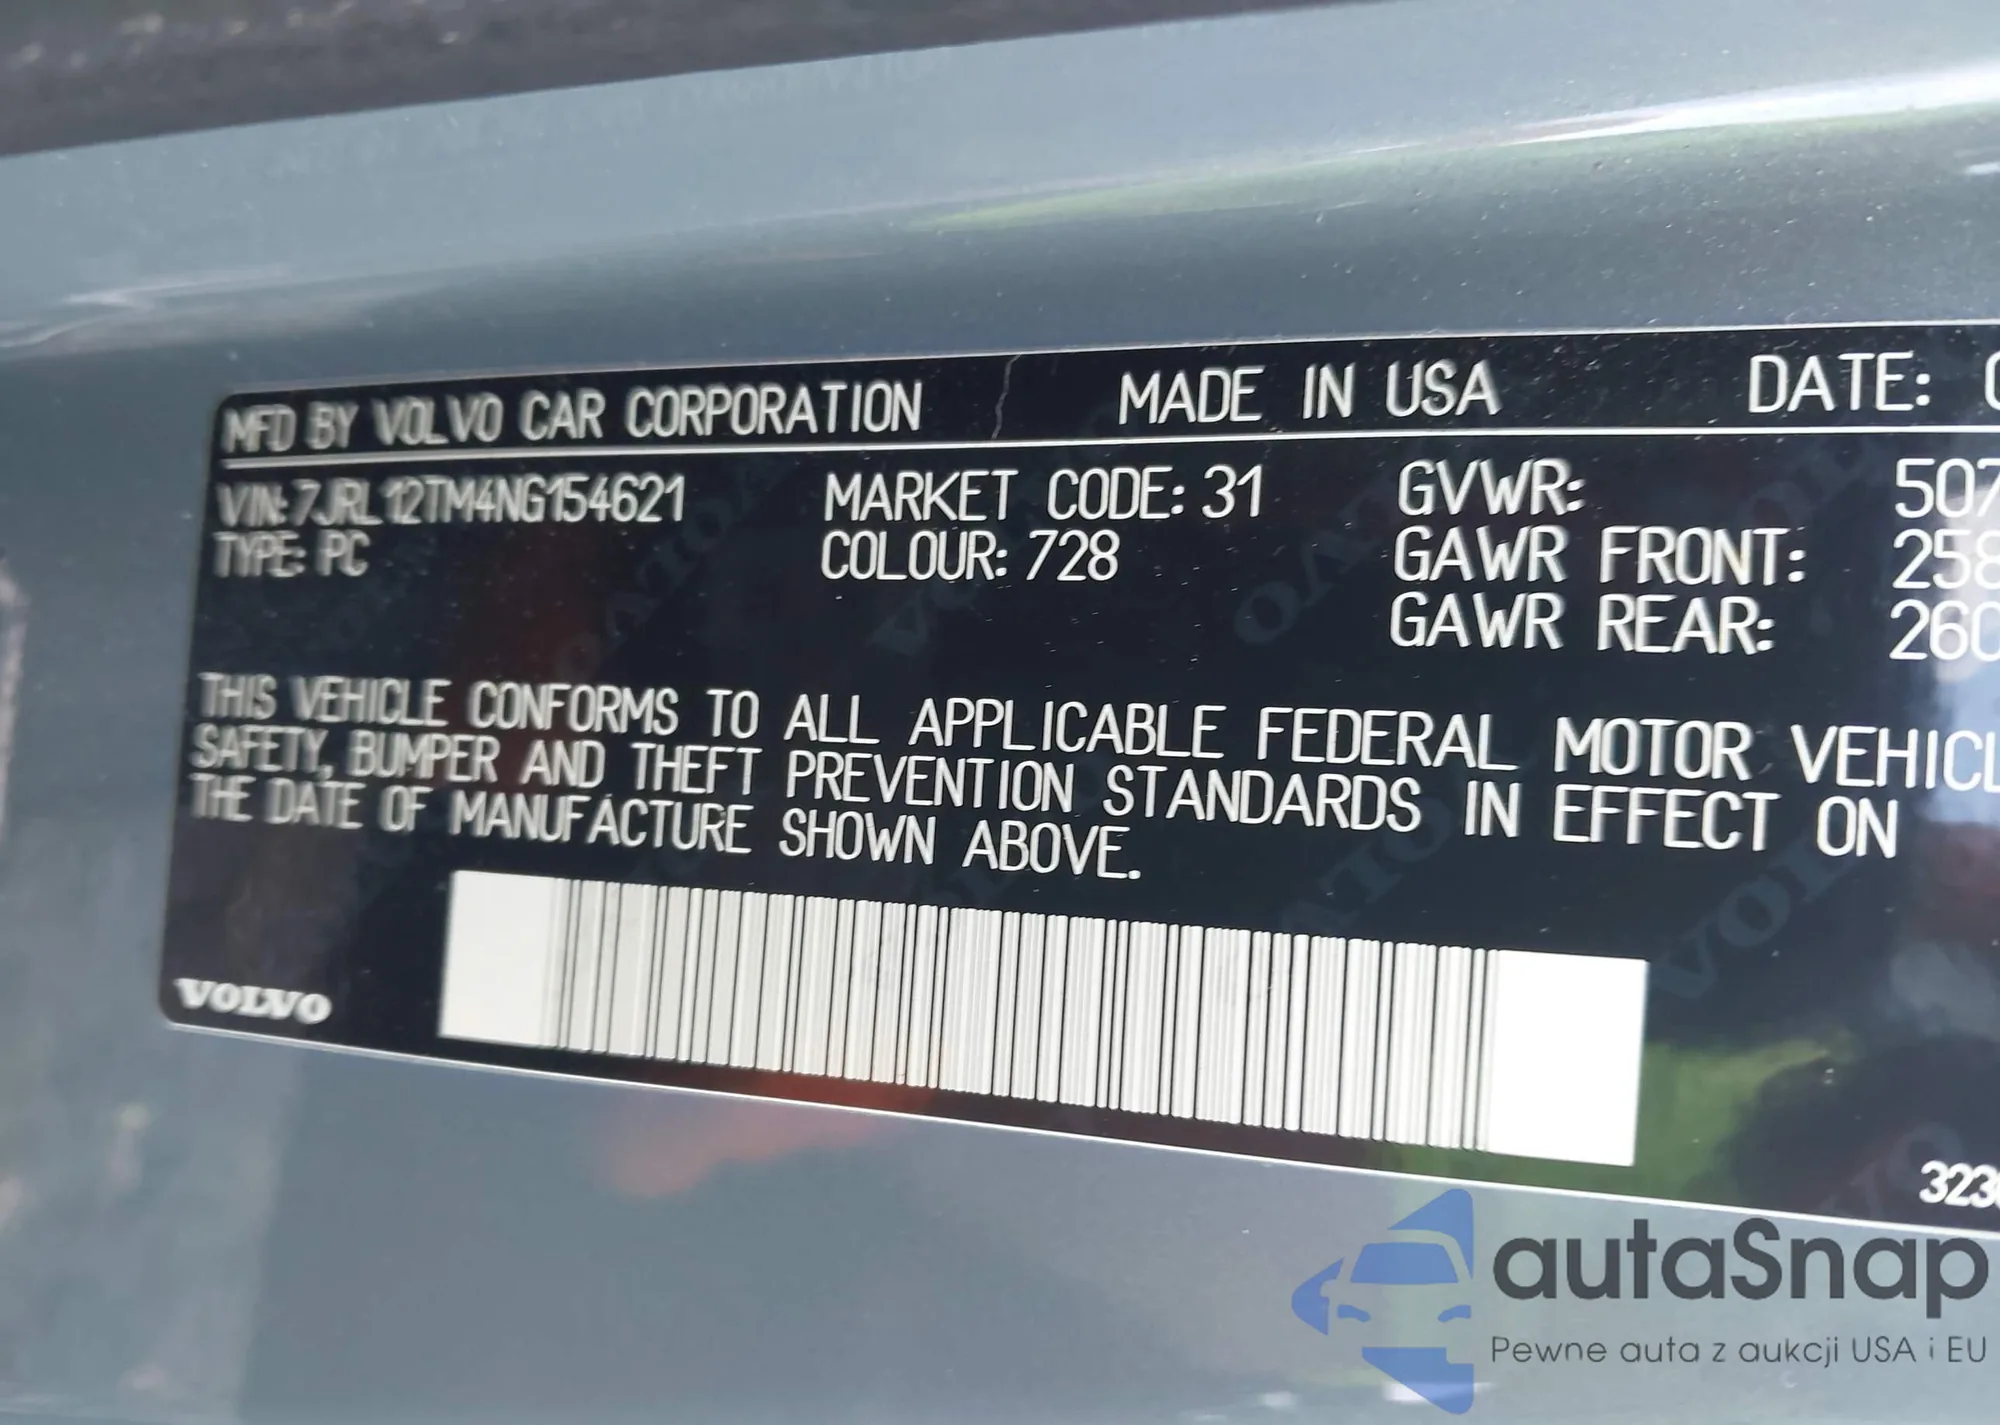 MFD BY VOLVO CAR CORPORATION MADE IN USA DATE:
VIN: 7JRL12TM4NG154621 MARKET CODE: 31 GVWR: 507
TYPE: PC COLOUR: 728 GAWR FRONT: 258
GAWR REAR: 260
THIS VEHICLE CONFORMS TO ALL APPLICABLE FEDERAL MOTOR VEHICL
SAFETY, BUMPER AND THEFT PREVENTION STANDARDS IN EFFECT ON
THE DATE OF MANUFACTURE SHOWN ABOVE.
VOLVO
323
autaSnap
Pewne auta z aukcji USA i EU